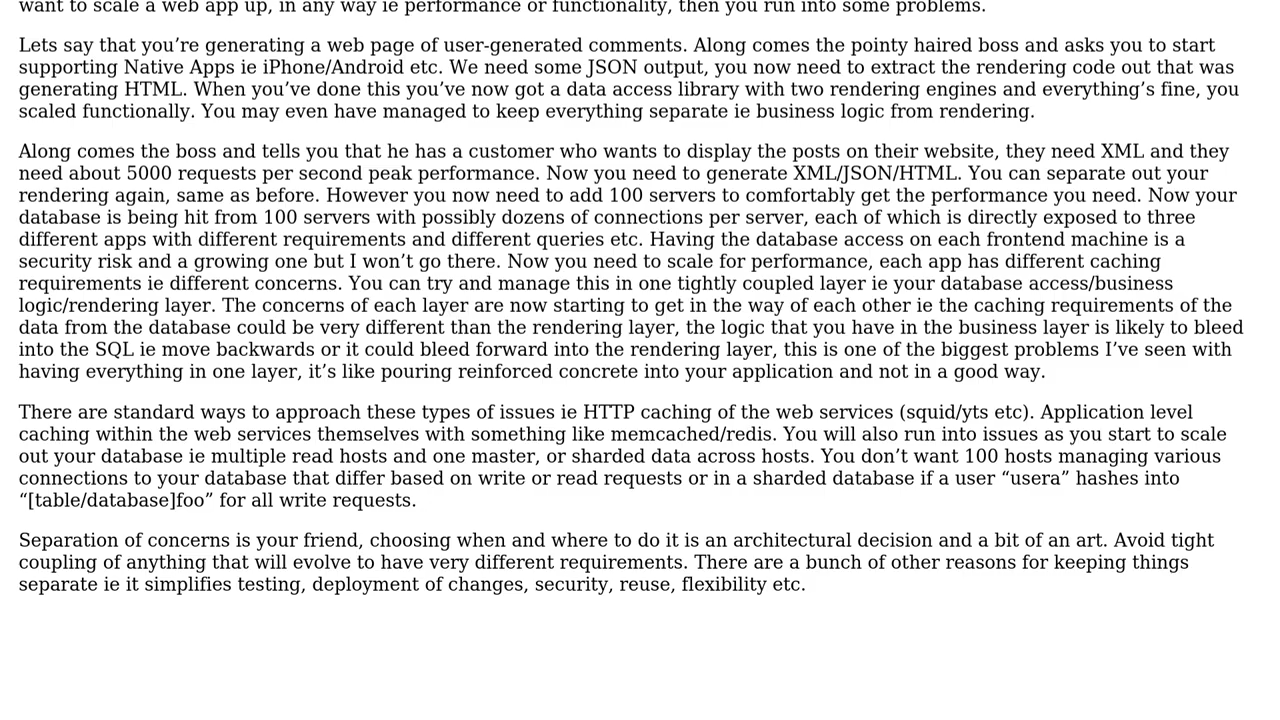 want to scale a web app up, in any way ie performance or functionality, then you run into some problems.
Lets say that you’re generating a web page of user-generated comments. Along comes the pointy haired boss and asks you to start
supporting Native Apps ie iPhone/Android etc. We need some JSON output, you now need to extract the rendering code out that was
generating HTML. When you’ve done this you’ve now got a data access library with two rendering engines and everything’s fine, you
scaled functionally. You may even have managed to keep everything separate ie business logic from rendering.
Along comes the boss and tells you that he has a customer who wants to display the posts on their website, they need XML and they
need about 5000 requests per second peak performance. Now you need to generate XML/JSON/HTML. You can separate out your
rendering again, same as before. However you now need to add 100 servers to comfortably get the performance you need. Now your
database is being hit from 100 servers with possibly dozens of connections per server, each of which is directly exposed to three
different apps with different requirements and different queries etc. Having the database access on each frontend machine is a
security risk and a growing one but I won’t go there. Now you need to scale for performance, each app has different caching
requirements ie different concerns. You can try and manage this in one tightly coupled layer ie your database access/business
logic/rendering layer. The concerns of each layer are now starting to get in the way of each other ie the caching requirements of the
data from the database could be very different than the rendering layer, the logic that you have in the business layer is likely to bleed
into the SQL ie move backwards or it could bleed forward into the rendering layer, this is one of the biggest problems I’ve seen with
having everything in one layer, it’s like pouring reinforced concrete into your application and not in a good way.
There are standard ways to approach these types of issues ie HTTP caching of the web services (squid/yts etc). Application level
caching within the web services themselves with something like memcached/redis. You will also run into issues as you start to scale
out your database ie multiple read hosts and one master, or sharded data across hosts. You don’t want 100 hosts managing various
connections to your database that differ based on write or read requests or in a sharded database if a user “usera” hashes into
“[table/database]foo” for all write requests.
Separation of concerns is your friend, choosing when and where to do it is an architectural decision and a bit of an art. Avoid tight
coupling of anything that will evolve to have very different requirements. There are a bunch of other reasons for keeping things
separate ie it simplifies testing, deployment of changes, security, reuse, flexibility etc.